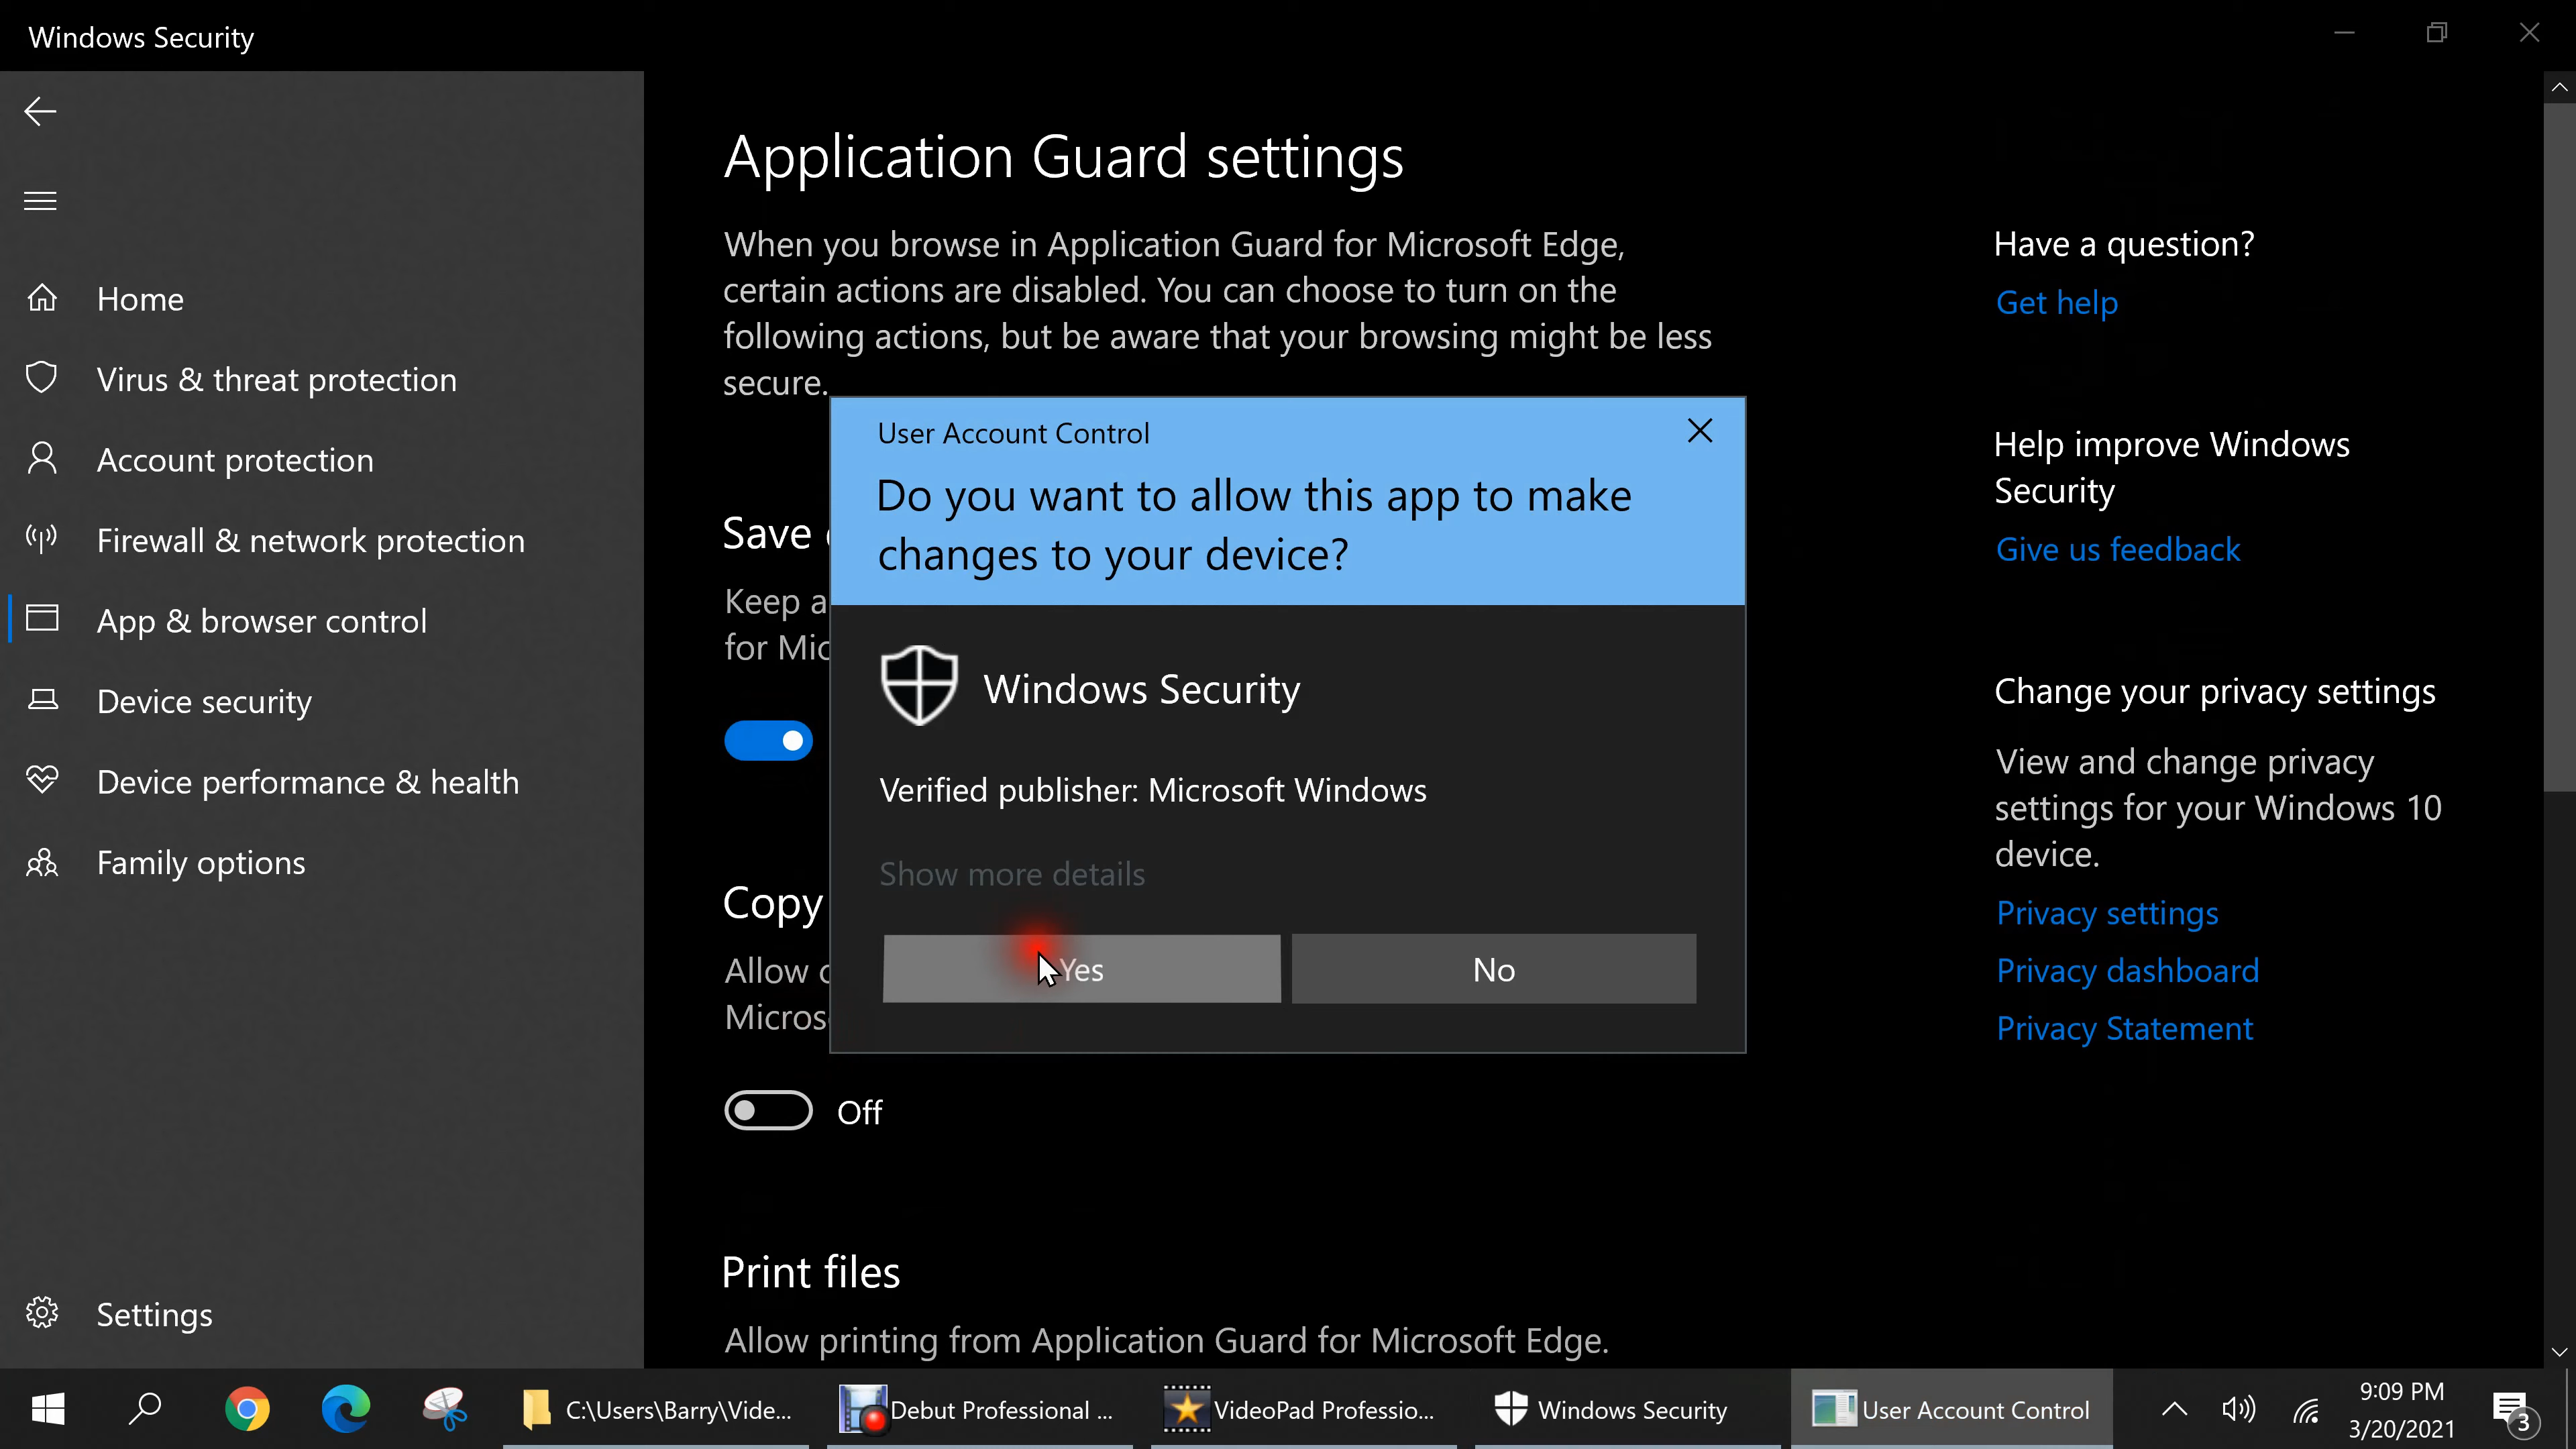 Windows Security
Home
Virus & threat protection
Account protection
Firewall & network protection
App & browser control
Device security
Device performance & health
Family options
Settings
Application Guard settings
When you browse in Application Guard for Microsoft Edge,
certain actions are disabled. You can choose to turn on the
following actions, but be aware that your browsing might be less
secure.
Save
Keep a
for Mic
Copy
Allow
Micros
Off
Print files
Allow printing from Application Guard for Microsoft Edge.
User Account Control
Do you want to allow this app to make
changes to your device?
Windows Security
Verified publisher: Microsoft Windows
Show more details
Yes
No
Have a question?
Get help
Help improve Windows
Security
Give us feedback
Change your privacy settings
View and change privacy
settings for your Windows 10
device.
Privacy settings
Privacy dashboard
Privacy Statement
C:\Users\Barry\Vide...
Debut Professional ...
VideoPad Professio...
Windows Security
User Account Control
9:09 PM
3/20/2021
3